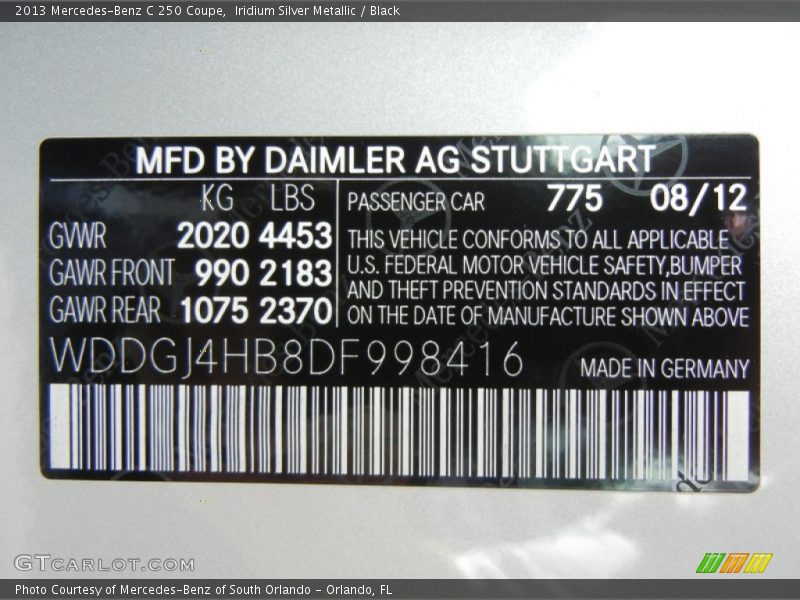 2013 Mercedes-Benz C 250 Coupe, Iridium Silver Metallic / Black
MFD BY DAIMLER AG STUTTGART
KG LBS
GVWR 2020 4453
GAWR FRONT 990 2183
GAWR REAR 1075 2370
PASSENGER CAR 775 08/12
THIS VEHICLE CONFORMS TO ALL APPLICABLE
U.S. FEDERAL MOTOR VEHICLE SAFETY,BUMPER
AND THEFT PREVENTION STANDARDS IN EFFECT
ON THE DATE OF MANUFACTURE SHOWN ABOVE
WDDGJ4HB8DF998416
MADE IN GERMANY
GTCARLOT.COM
Photo Courtesy of Mercedes-Benz of South Orlando - Orlando, FL